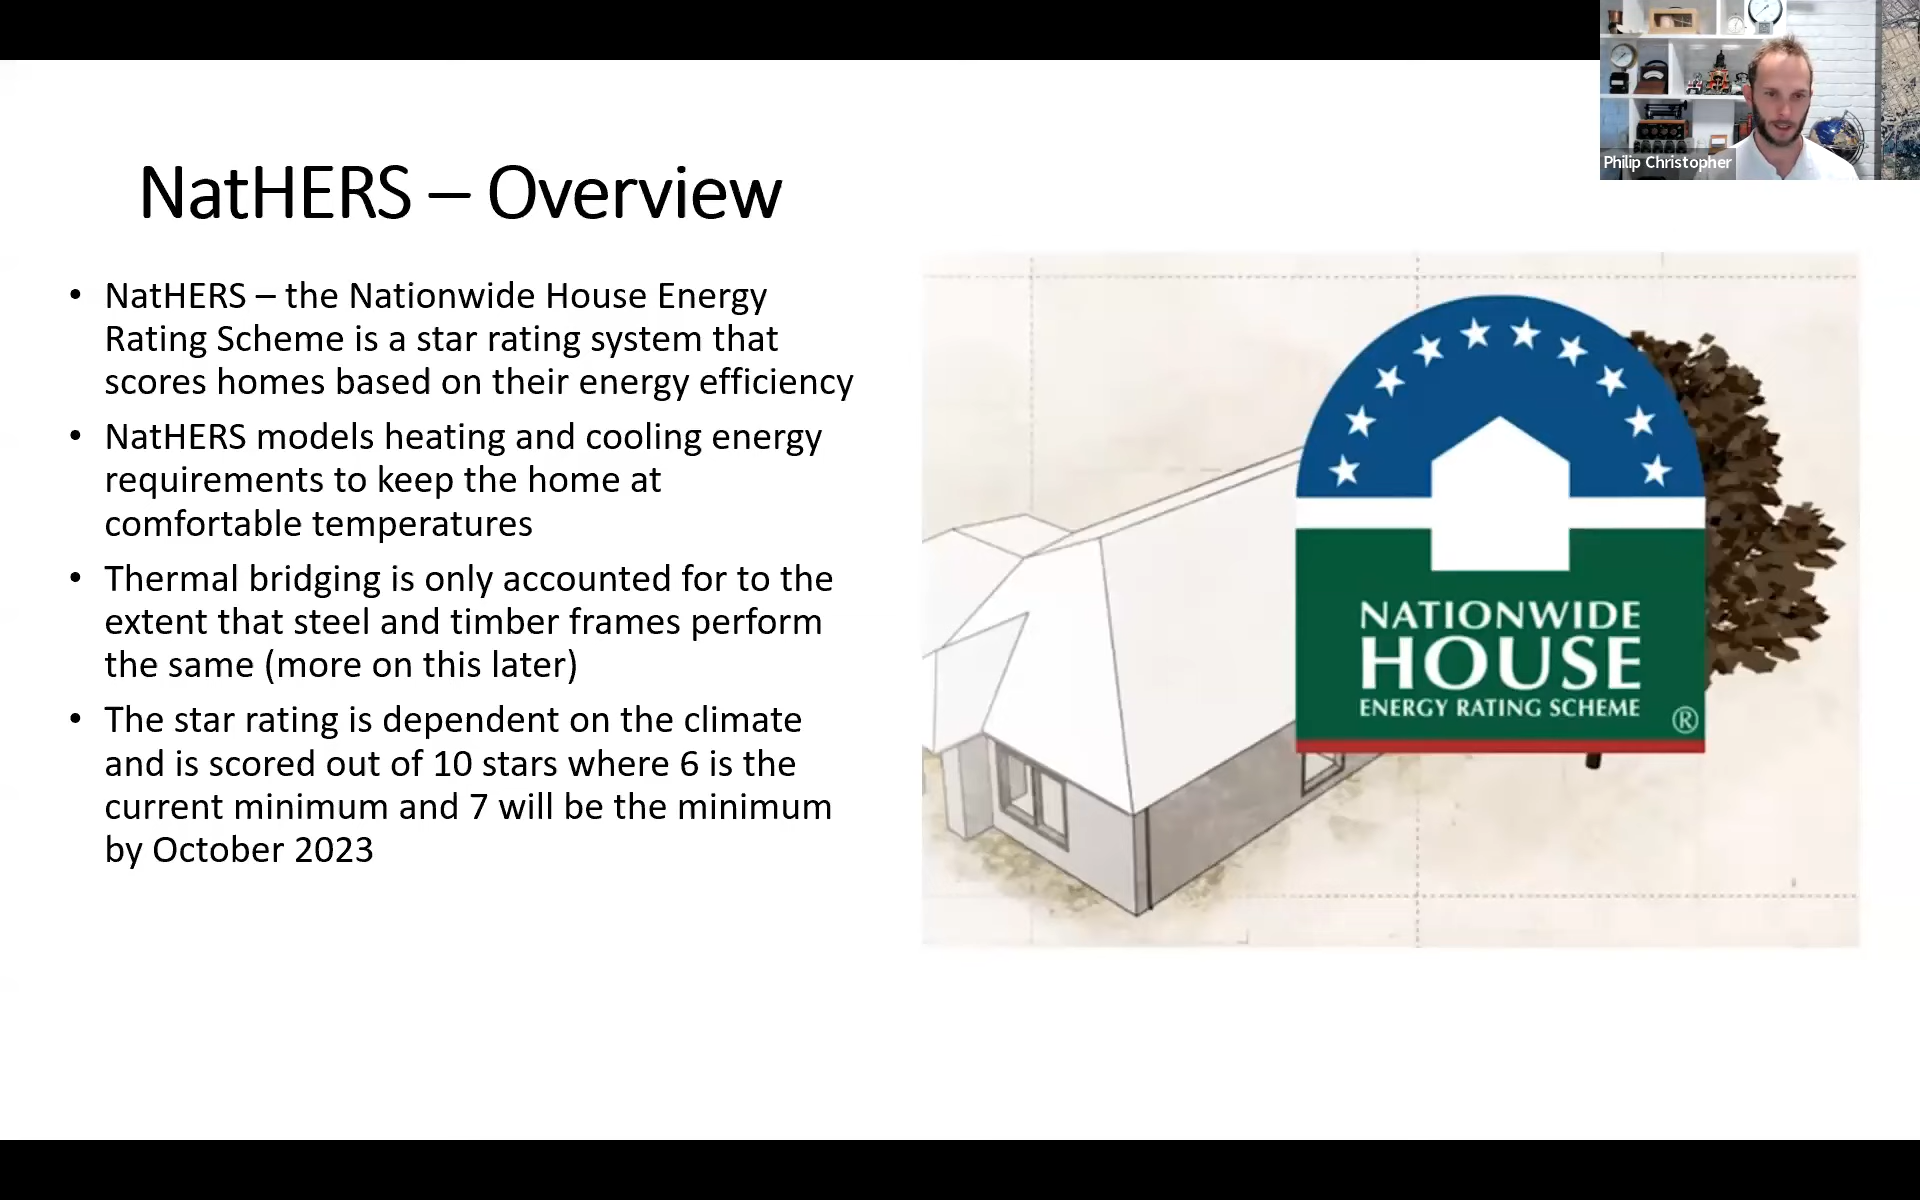 Philip Christopher
NatHERS – Overview
• NatHERS – the Nationwide House Energy
Rating Scheme is a star rating system that
scores homes based on their energy efficiency
• NatHERS models heating and cooling energy
requirements to keep the home at
comfortable temperatures
• Thermal bridging is only accounted for to the
extent that steel and timber frames perform
the same (more on this later)
• The star rating is dependent on the climate
and is scored out of 10 stars where 6 is the
current minimum and 7 will be the minimum
by October 2023
NATIONWIDE
HOUSE
ENERGY RATING SCHEME
®